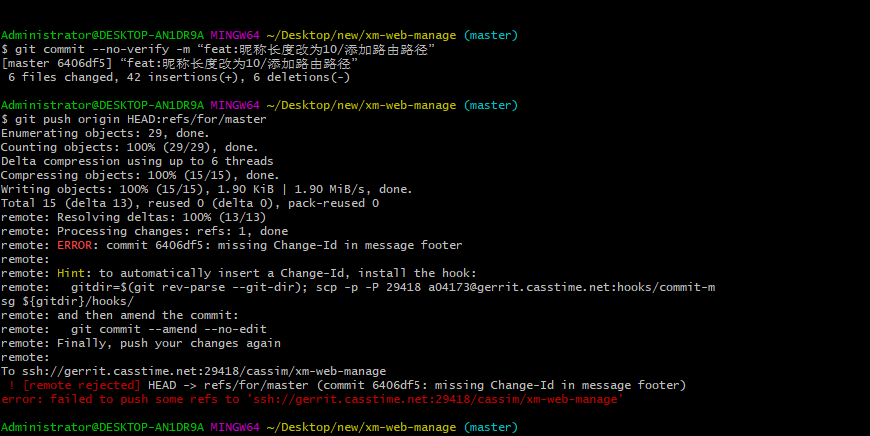 Administrator@DESKTOP-AN1DR9A MINGW64 ~/Desktop/new/xm-web-manage (master)
$ git commit --no-verify -m “feat:昵称长度改为10/添加路由路径”
[master 6406df5] “feat:昵称长度改为10/添加路由路径”
 6 files changed, 42 insertions(+), 6 deletions(-)
Administrator@DESKTOP-AN1DR9A MINGW64 ~/Desktop/new/xm-web-manage (master)
$ git push origin HEAD:refs/for/master
Enumerating objects: 29, done.
Counting objects: 100% (29/29), done.
Delta compression using up to 6 threads
Compressing objects: 100% (15/15), done.
Writing objects: 100% (15/15), 1.90 KiB | 1.90 MiB/s, done.
Total 15 (delta 13), reused 0 (delta 0), pack-reused 0
remote: Resolving deltas: 100% (13/13)
remote: Processing changes: refs: 1, done
remote: ERROR: commit 6406df5: missing Change-Id in message footer
remote:
remote: Hint: to automatically insert a Change-Id, install the hook:
remote:   gitdir=$(git rev-parse --git-dir); scp -p -P 29418 a04173@gerrit.casstime.net:hooks/commit-m
sg ${gitdir}/hooks/
remote: and then amend the commit:
remote:   git commit --amend --no-edit
remote: Finally, push your changes again
remote:
To ssh://gerrit.casstime.net:29418/cassim/xm-web-manage
 ! [remote rejected] HEAD -> refs/for/master (commit 6406df5: missing Change-Id in message footer)
error: failed to push some refs to 'ssh://gerrit.casstime.net:29418/cassim/xm-web-manage'
Administrator@DESKTOP-AN1DR9A MINGW64 ~/Desktop/new/xm-web-manage (master)